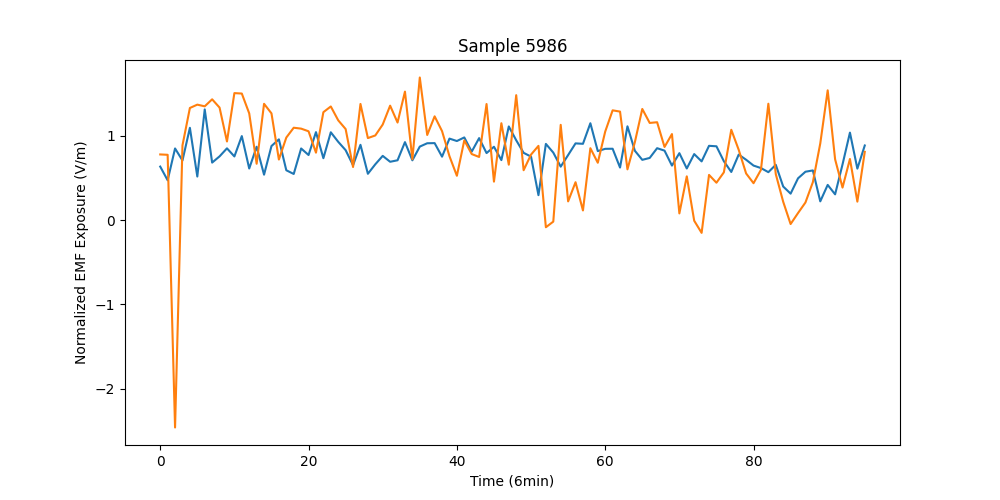 Sample 5986
Normalized EMF Exposure (V/m)
1
0
−1
−2
0 20 40 60 80
Time (6min)